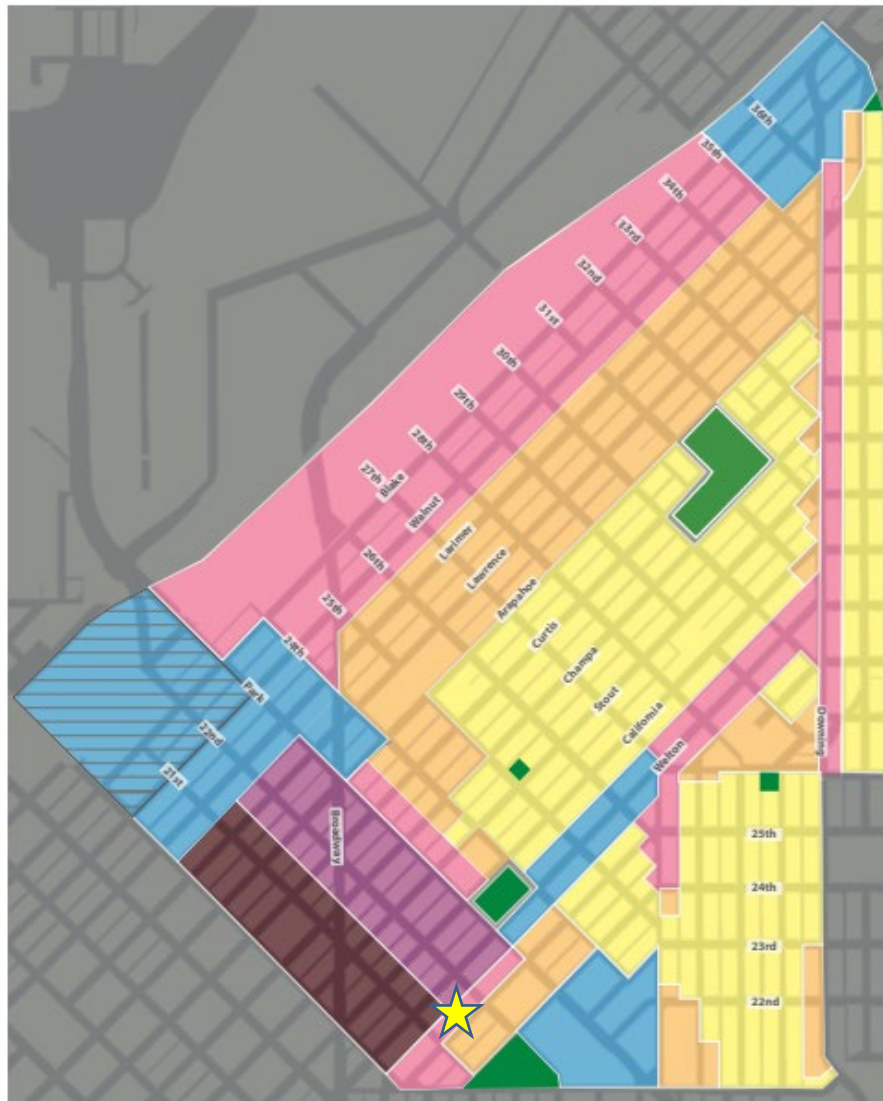 36th
35th
34th
33rd
32nd
31st
30th
29th
28th
27th
Blake
Walnut
26th
Larimer
Lawrence
25th
Arapahoe
Curtis
24th
Champa
Park
Stout
California
22nd
Downing
Welton
21st
Broadway
25th
24th
23rd
22nd